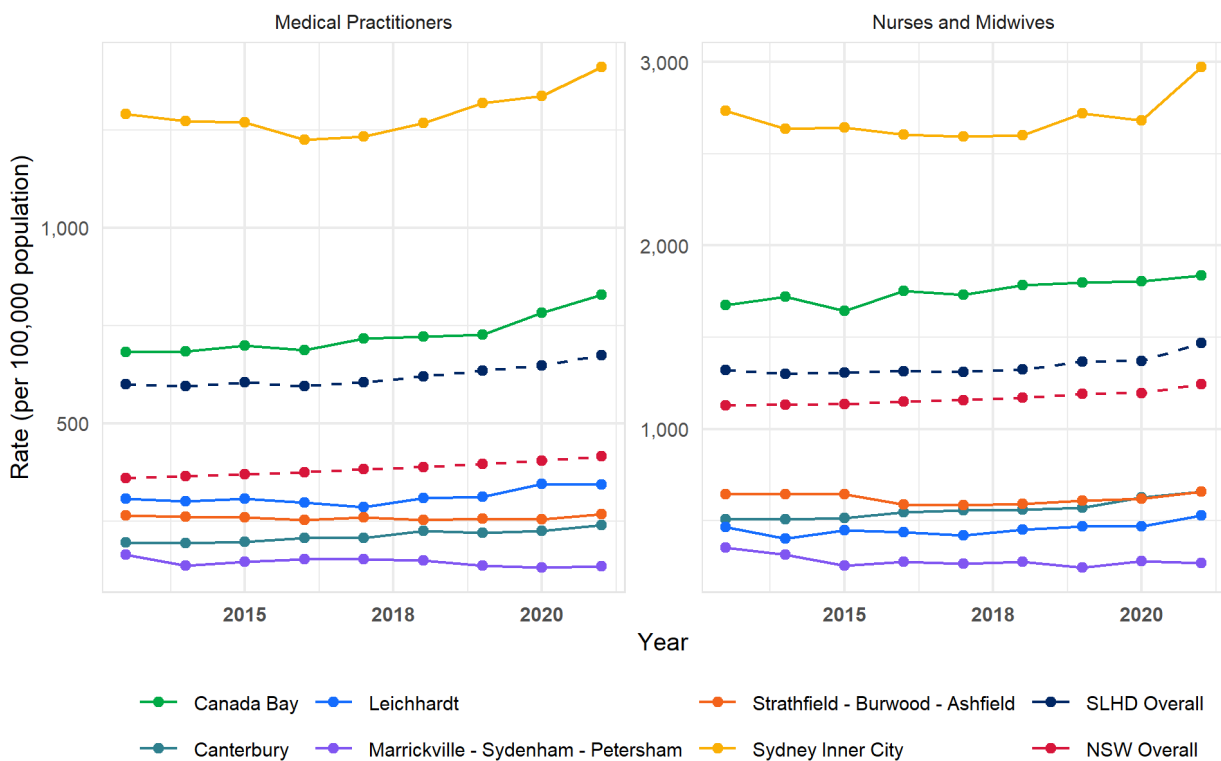 Medical Practitioners
Nurses and Midwives
Rate (per 100,000 population)
1,000
500
3,000
2,000
1,000
2015
2018
2020
2015
2018
2020
Year
Canada Bay
Leichhardt
Strathfield - Burwood - Ashfield
SLHD Overall
Canterbury
Marrickville - Sydenham - Petersham
Sydney Inner City
NSW Overall